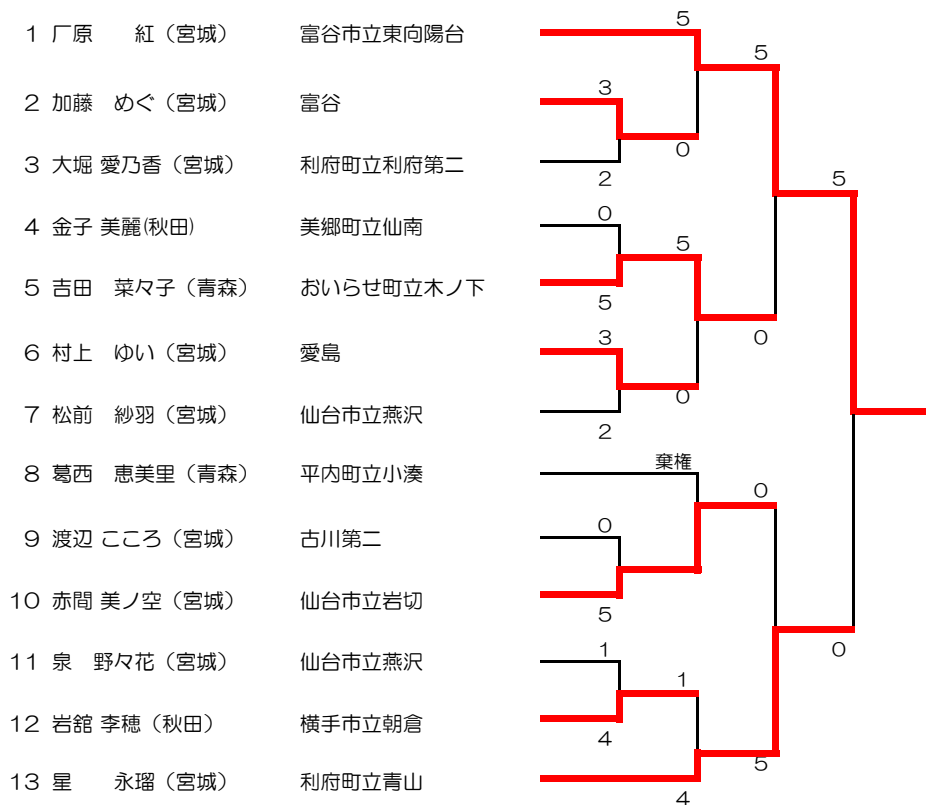 5
1 厂原 紅（宮城） 富谷市立東向陽台
5
3
2 加藤 めぐ（宮城） 富谷
0
3 大堀 愛乃香（宮城） 利府町立利府第二
2
5
0
4 金子 美麗(秋田) 美郷町立仙南
5
5 吉田 菜々子（青森） おいらせ町立木ノ下
5
3
0
6 村上 ゆい（宮城） 愛島
0
7 松前 紗羽（宮城） 仙台市立燕沢
2
棄権
8 葛西 恵美里（青森） 平内町立小湊
0
0
9 渡辺 こころ（宮城） 古川第二
10 赤間 美ノ空（宮城） 仙台市立岩切
5
1
0
11 泉 野々花（宮城） 仙台市立燕沢
1
12 岩舘 李穂（秋田） 横手市立朝倉
4
5
13 星 永瑠（宮城） 利府町立青山
4